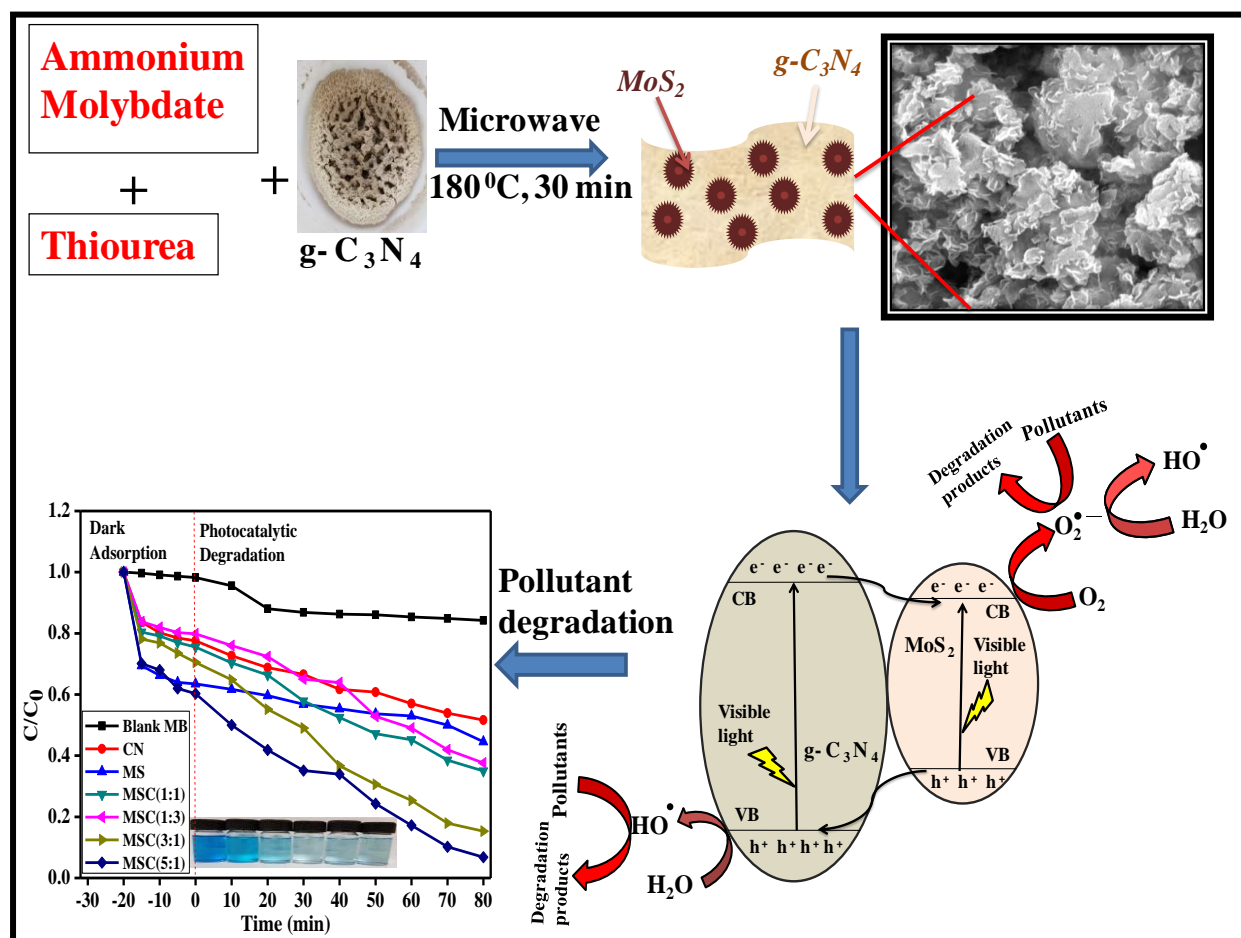 Ammonium
Molybdate
+
Thiourea
+
g- C₃N₄
Microwave
180 ⁰C, 30 min
MoS₂
g-C₃N₄
Pollutants
Degradation
products
HO•
O₂•−
H₂O
O₂
e⁻ e⁻ e⁻ e⁻
CB
e⁻ e⁻ e⁻
CB
MoS₂
Visible
light
Visible
light
g- C₃N₄
VB
h⁺ h⁺ h⁺
VB
h⁺ h⁺ h⁺ h⁺
Pollutants
HO•
Degradation
products
H₂O
Pollutant
degradation
Dark
Adsorption
Photocatalytic
Degradation
C/C₀
1.2
1.0
0.8
0.6
0.4
0.2
0.0
Blank MB
CN
MS
MSC(1:1)
MSC(1:3)
MSC(3:1)
MSC(5:1)
-30 -20 -10 0 10 20 30 40 50 60 70 80
Time (min)